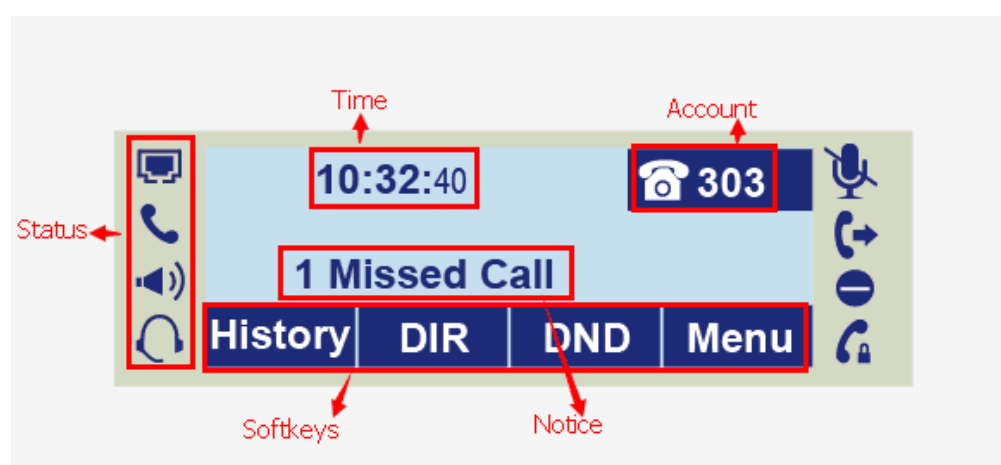 Time
Account
10:32:40
303
Status
1 Missed Call
History DIR DND Menu
Softkeys
Notice